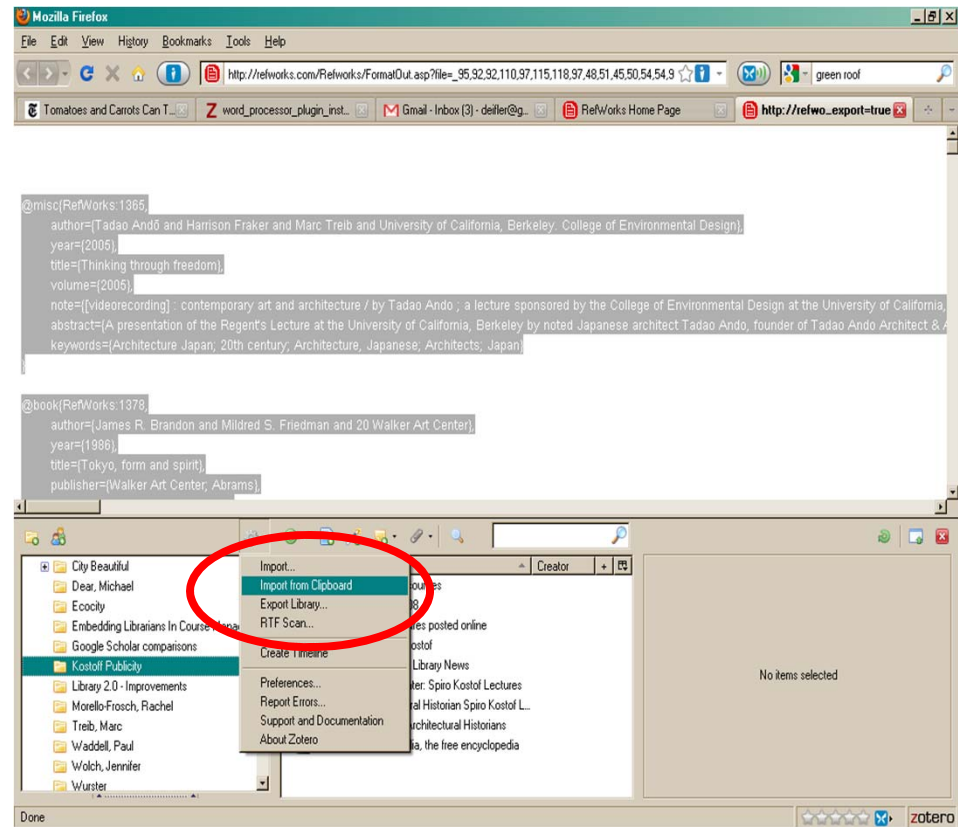 Mozilla Firefox
File Edit View History Bookmarks Tools Help
http://refworks.com/Refworks/FormatOut.asp?file=_95,92,92,110,97,115,118,97,48,51,45,50,54,54,9
green roof
Tomatoes and Carrots Can T... word_processor_plugin_inst... Gmail - Inbox (3) - deifler@g... RefWorks Home Page http://refwo_export=true
@misc{RefWorks:1365,
author={Tadao Andō and Harrison Fraker and Marc Treib and University of California, Berkeley. College of Environmental Design},
year={2005},
title={Thinking through freedom},
volume={2005},
note={[videorecording] : contemporary art and architecture / by Tadao Ando ; a lecture sponsored by the College of Environmental Design at the University of California,
abstract={A presentation of the Regent's Lecture at the University of California, Berkeley by noted Japanese architect Tadao Ando, founder of Tadao Ando Architect &
keywords={Architecture Japan; 20th century; Architecture, Japanese; Architects; Japan}
}
@book{RefWorks:1378,
author={James R. Brandon and Mildred S. Friedman and 20 Walker Art Center},
year={1986},
title={Tokyo, form and spirit},
publisher={Walker Art Center; Abrams},
City Beautiful
Dear, Michael
Ecocity
Embedding Librarians In Course
Google Scholar comparisons
Kostoff Publicity
Library 2.0 - Improvements
Morello-Frosch, Rachel
Treib, Marc
Waddell, Paul
Wolch, Jennifer
Wurster
Import...
Import from Clipboard
Export Library...
RTF Scan...
Create Timeline
Preferences...
Report Errors...
Support and Documentation
About Zotero
Creator
posted online
Library News
ter: Spiro Kostof Lectures
ral Historian Spiro Kostof L...
rchitectural Historians
ia, the free encyclopedia
No items selected
Done
zotero